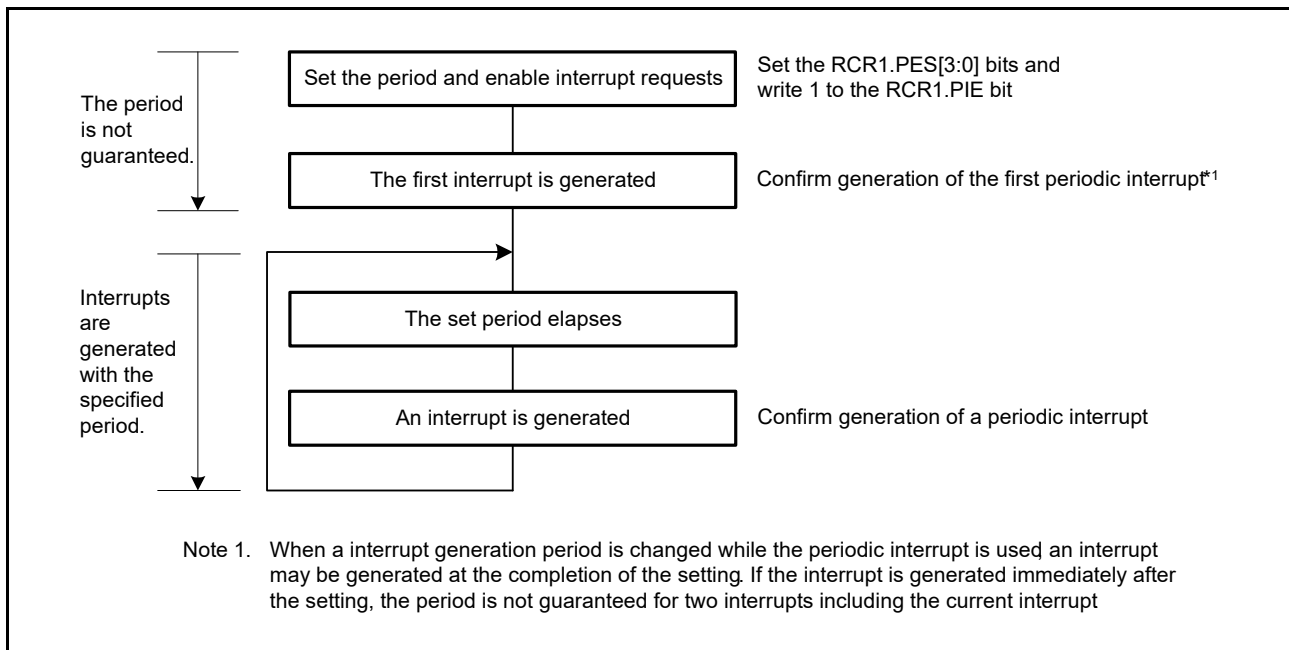 Set the period and enable interrupt requests
Set the RCR1.PES[3:0] bits and
write 1 to the RCR1.PIE bit
The period
is not
guaranteed.
The first interrupt is generated
Confirm generation of the first periodic interrupt*1
Interrupts
are
generated
with the
specified
period.
The set period elapses
An interrupt is generated
Confirm generation of a periodic interrupt
Note 1. When a interrupt generation period is changed while the periodic interrupt is used, an interrupt
may be generated at the completion of the setting. If the interrupt is generated immediately after
the setting, the period is not guaranteed for two interrupts including the current interrupt